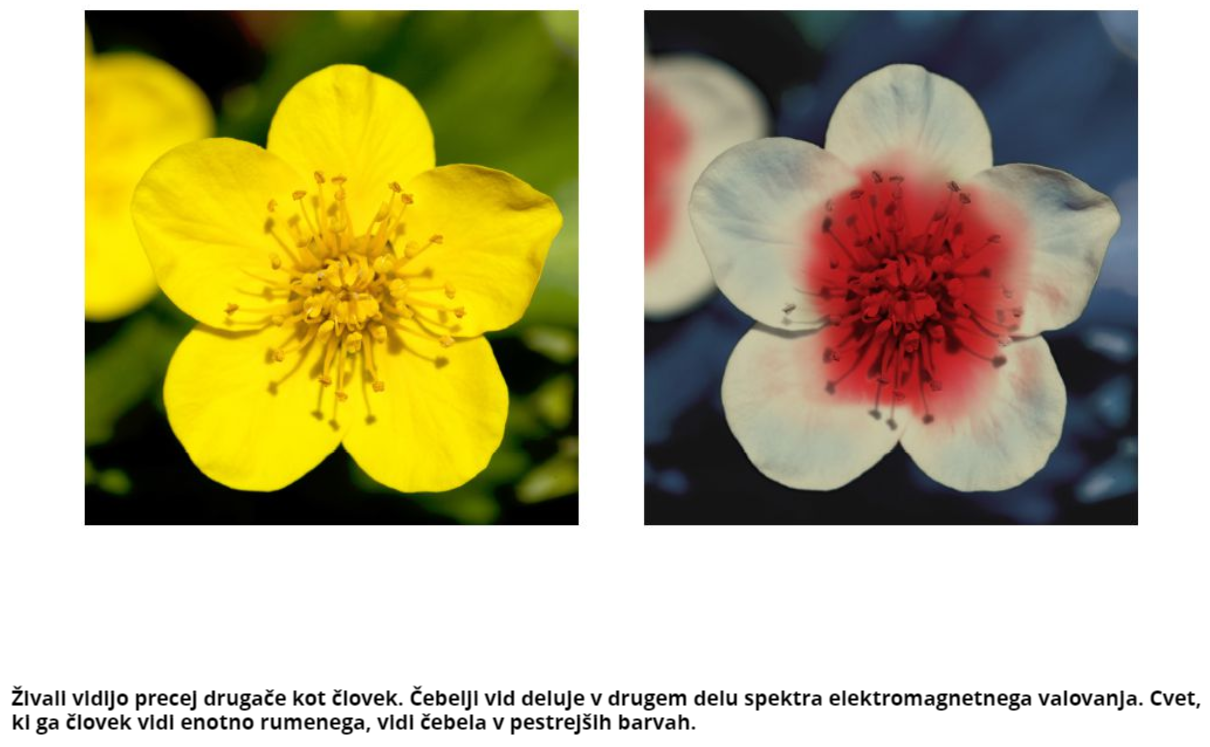 Živali vidijo precej drugače kot človek. Čebelji vid deluje v drugem delu spektra elektromagnetnega valovanja. Cvet,
ki ga človek vidi enotno rumenega, vidi čebela v pestrejših barvah.